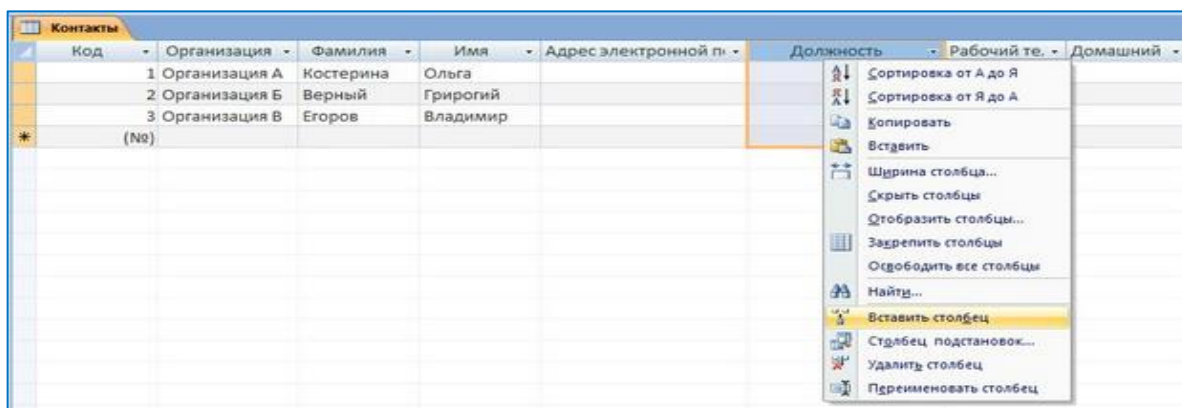 Контакты
Код Организация Фамилия Имя Адрес электронной п Должность Рабочий те. Домашний
1 Организация А Костерина Ольга
2 Организация Б Верный Грирогий
3 Организация В Егоров Владимир
(№)
Сортировка от А до Я
Сортировка от Я до А
Копировать
Вставить
Ширина столбца...
Скрыть столбцы
Отобразить столбцы...
Закрепить столбцы
Освободить все столбцы
Найти...
Вставить столбец
Столбец подстановок...
Удалить столбец
Переименовать столбец